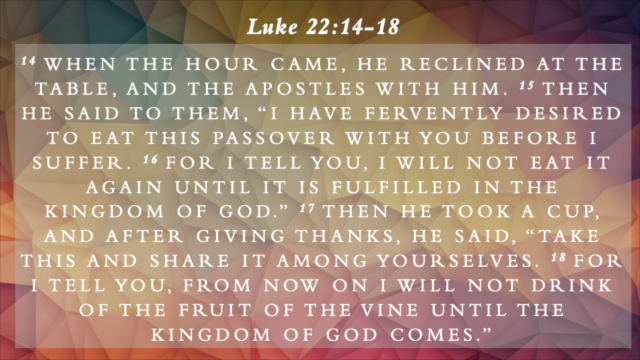 Luke 22:14–18
14 WHEN THE HOUR CAME, HE RECLINED AT THE
TABLE, AND THE APOSTLES WITH HIM. 15 THEN
HE SAID TO THEM, “I HAVE FERVENTLY DESIRED
TO EAT THIS PASSOVER WITH YOU BEFORE I
SUFFER. 16 FOR I TELL YOU, I WILL NOT EAT IT
AGAIN UNTIL IT IS FULFILLED IN THE
KINGDOM OF GOD.” 17 THEN HE TOOK A CUP,
AND AFTER GIVING THANKS, HE SAID, “TAKE
THIS AND SHARE IT AMONG YOURSELVES. 18 FOR
I TELL YOU, FROM NOW ON I WILL NOT DRINK
OF THE FRUIT OF THE VINE UNTIL THE
KINGDOM OF GOD COMES.”